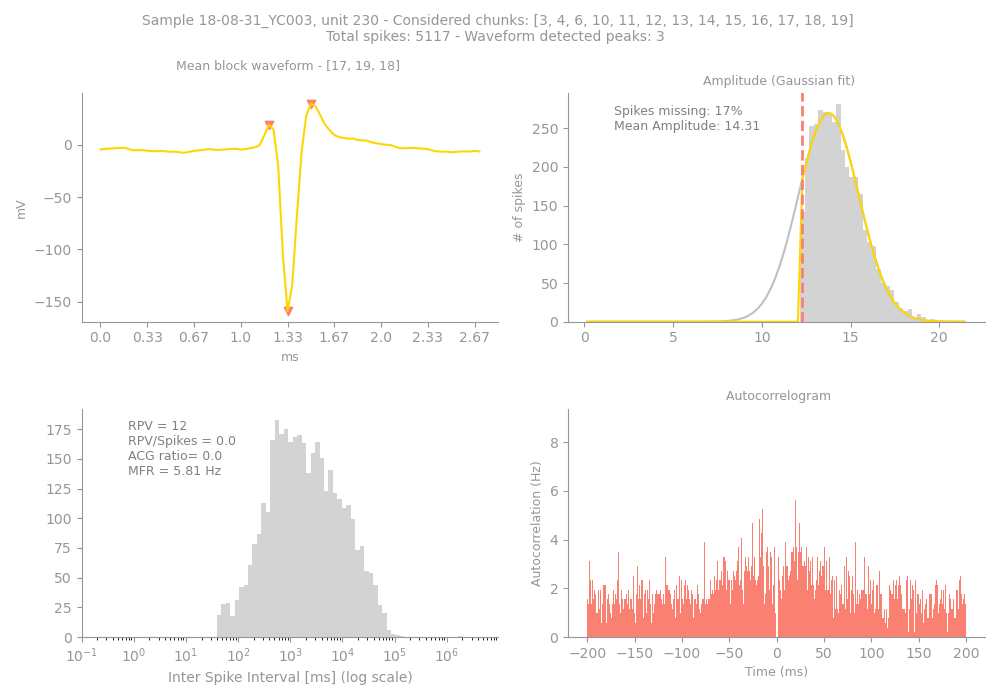 Sample 18-08-31_YC003, unit 230 - Considered chunks: [3, 4, 6, 10, 11, 12, 13, 14, 15, 16, 17, 18, 19]
Total spikes: 5117 - Waveform detected peaks: 3
Mean block waveform - [17, 19, 18]
mV
0
−50
−100
−150
0.0 0.33 0.67 1.0 1.33 1.67 2.0 2.33 2.67
ms
Amplitude (Gaussian fit)
Spikes missing: 17%
Mean Amplitude: 14.31
# of spikes
250
200
150
100
50
0
0 5 10 15 20
RPV = 12
RPV/Spikes = 0.0
ACG ratio= 0.0
MFR = 5.81 Hz
175
150
125
100
75
50
25
0
10⁻¹ 10⁰ 10¹ 10² 10³ 10⁴ 10⁵ 10⁶
Inter Spike Interval [ms] (log scale)
Autocorrelogram
Autocorrelation (Hz)
8
6
4
2
0
−200 −150 −100 −50 0 50 100 150 200
Time (ms)